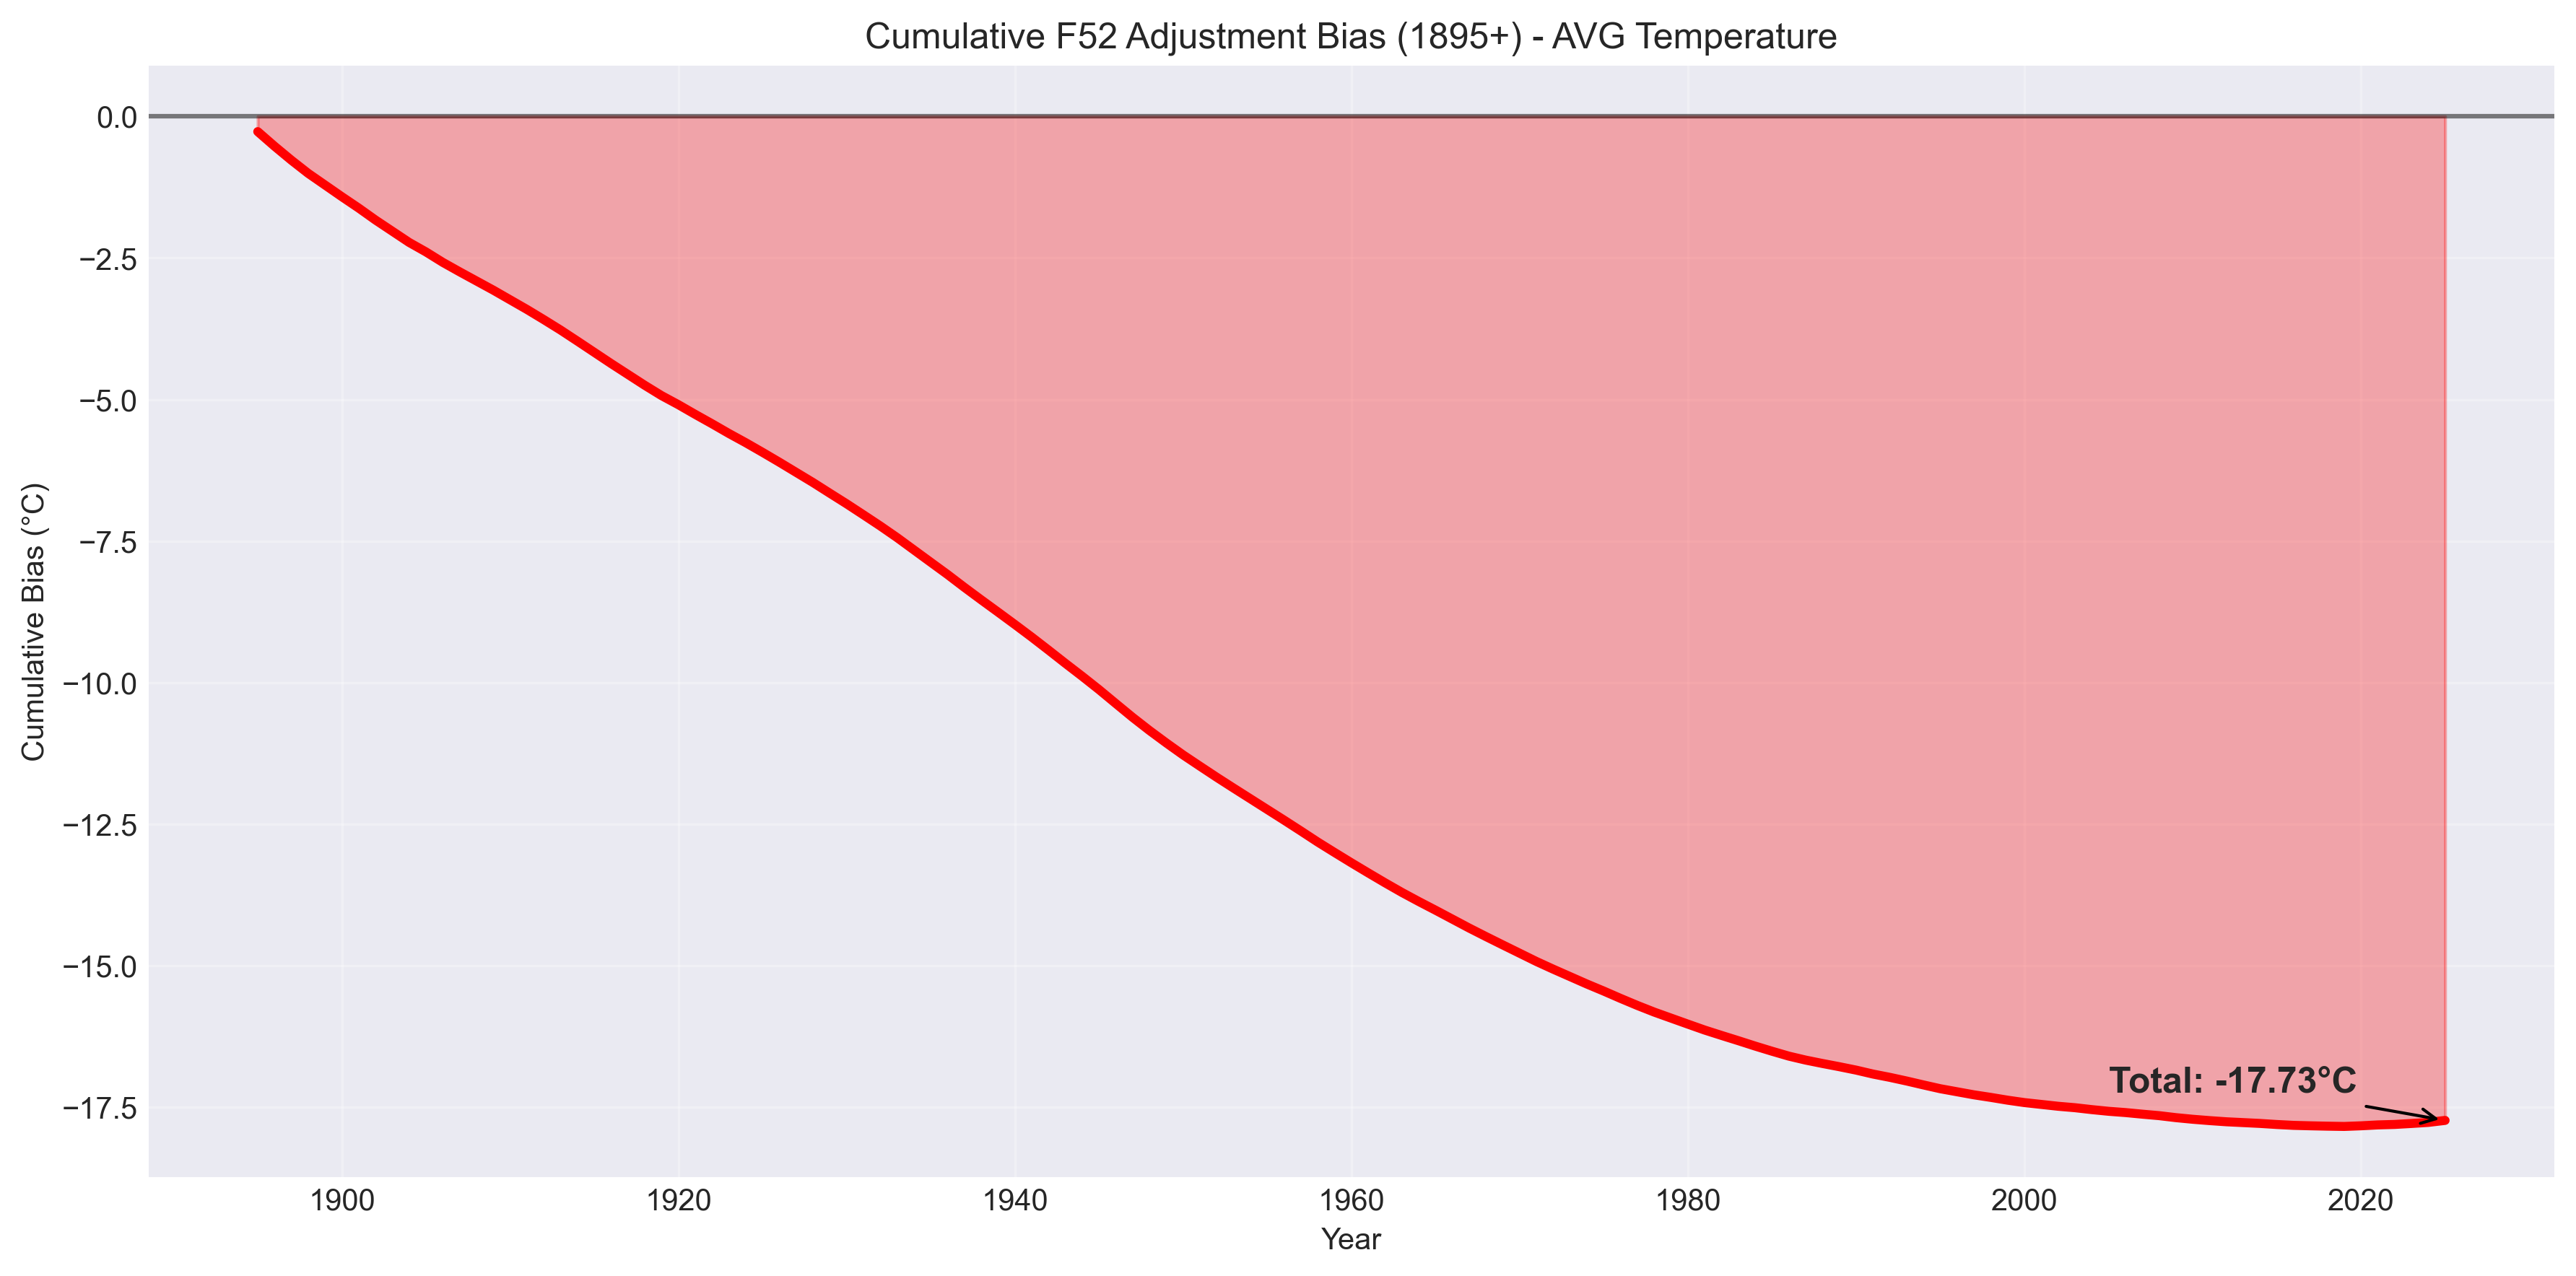 Cumulative F52 Adjustment Bias (1895+) - AVG Temperature
Cumulative Bias (°C)
0.0
−2.5
−5.0
−7.5
−10.0
−12.5
−15.0
−17.5
Total: -17.73°C
1900 1920 1940 1960 1980 2000 2020
Year